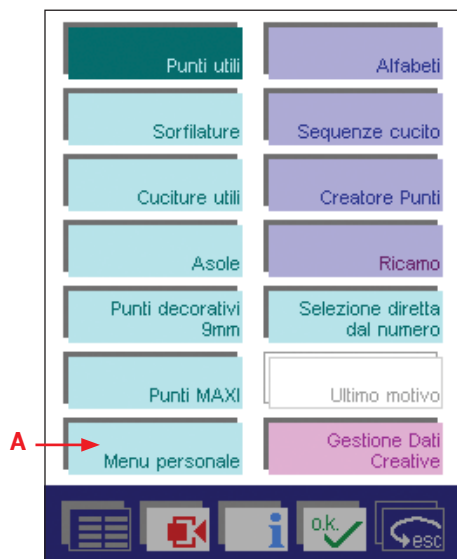 Punti utili
Alfabeti
Sorfilature
Sequenze cucito
Cuciture utili
Creatore Punti
Asole
Ricamo
Punti decorativi
9mm
Selezione diretta
dal numero
Punti MAXI
Ultimo motivo
A
Menu personale
Gestione Dati
Creative
i
o.k.
esc